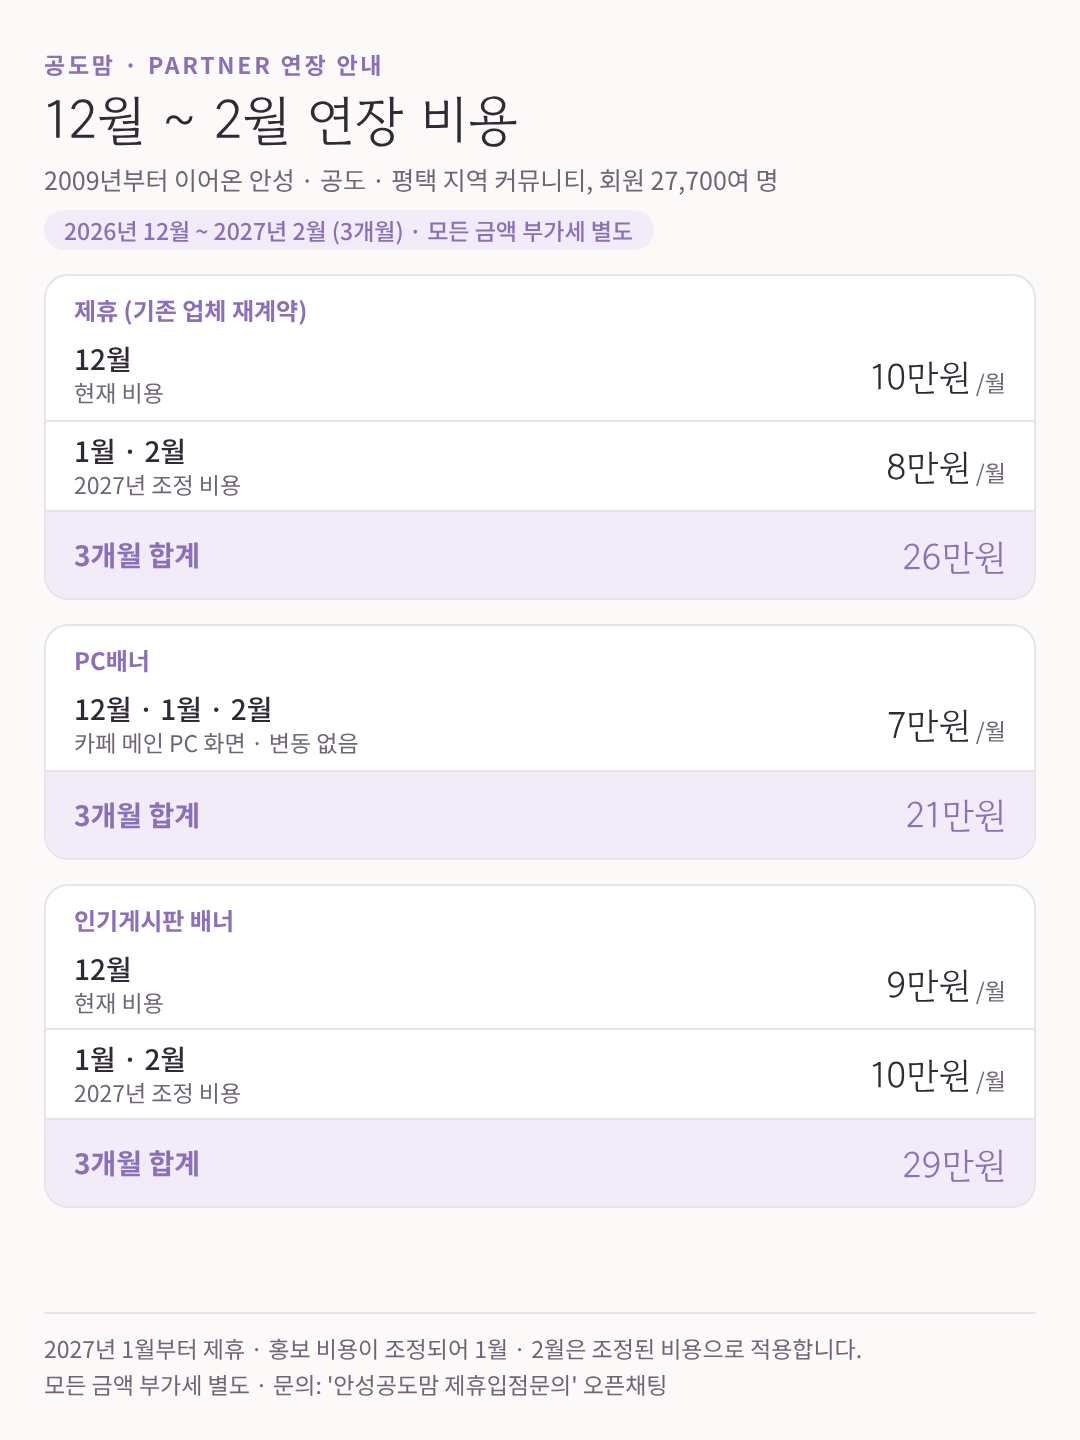 공도맘 · PARTNER 연장 안내
12월 ~ 2월 연장 비용
2009년부터 이어온 안성 · 공도 · 평택 지역 커뮤니티, 회원 27,700여 명
2026년 12월 ~ 2027년 2월 (3개월) · 모든 금액 부가세 별도
제휴 (기존 업체 재계약)
12월
현재 비용
10만원 /월
1월 · 2월
2027년 조정 비용
8만원 /월
3개월 합계
26만원
PC배너
12월 · 1월 · 2월
카페 메인 PC 화면 · 변동 없음
7만원 /월
3개월 합계
21만원
인기게시판 배너
12월
현재 비용
9만원 /월
1월 · 2월
2027년 조정 비용
10만원 /월
3개월 합계
29만원
2027년 1월부터 제휴 · 홍보 비용이 조정되어 1월 · 2월은 조정된 비용으로 적용합니다.
모든 금액 부가세 별도 · 문의: '안성공도맘 제휴입점문의' 오픈채팅